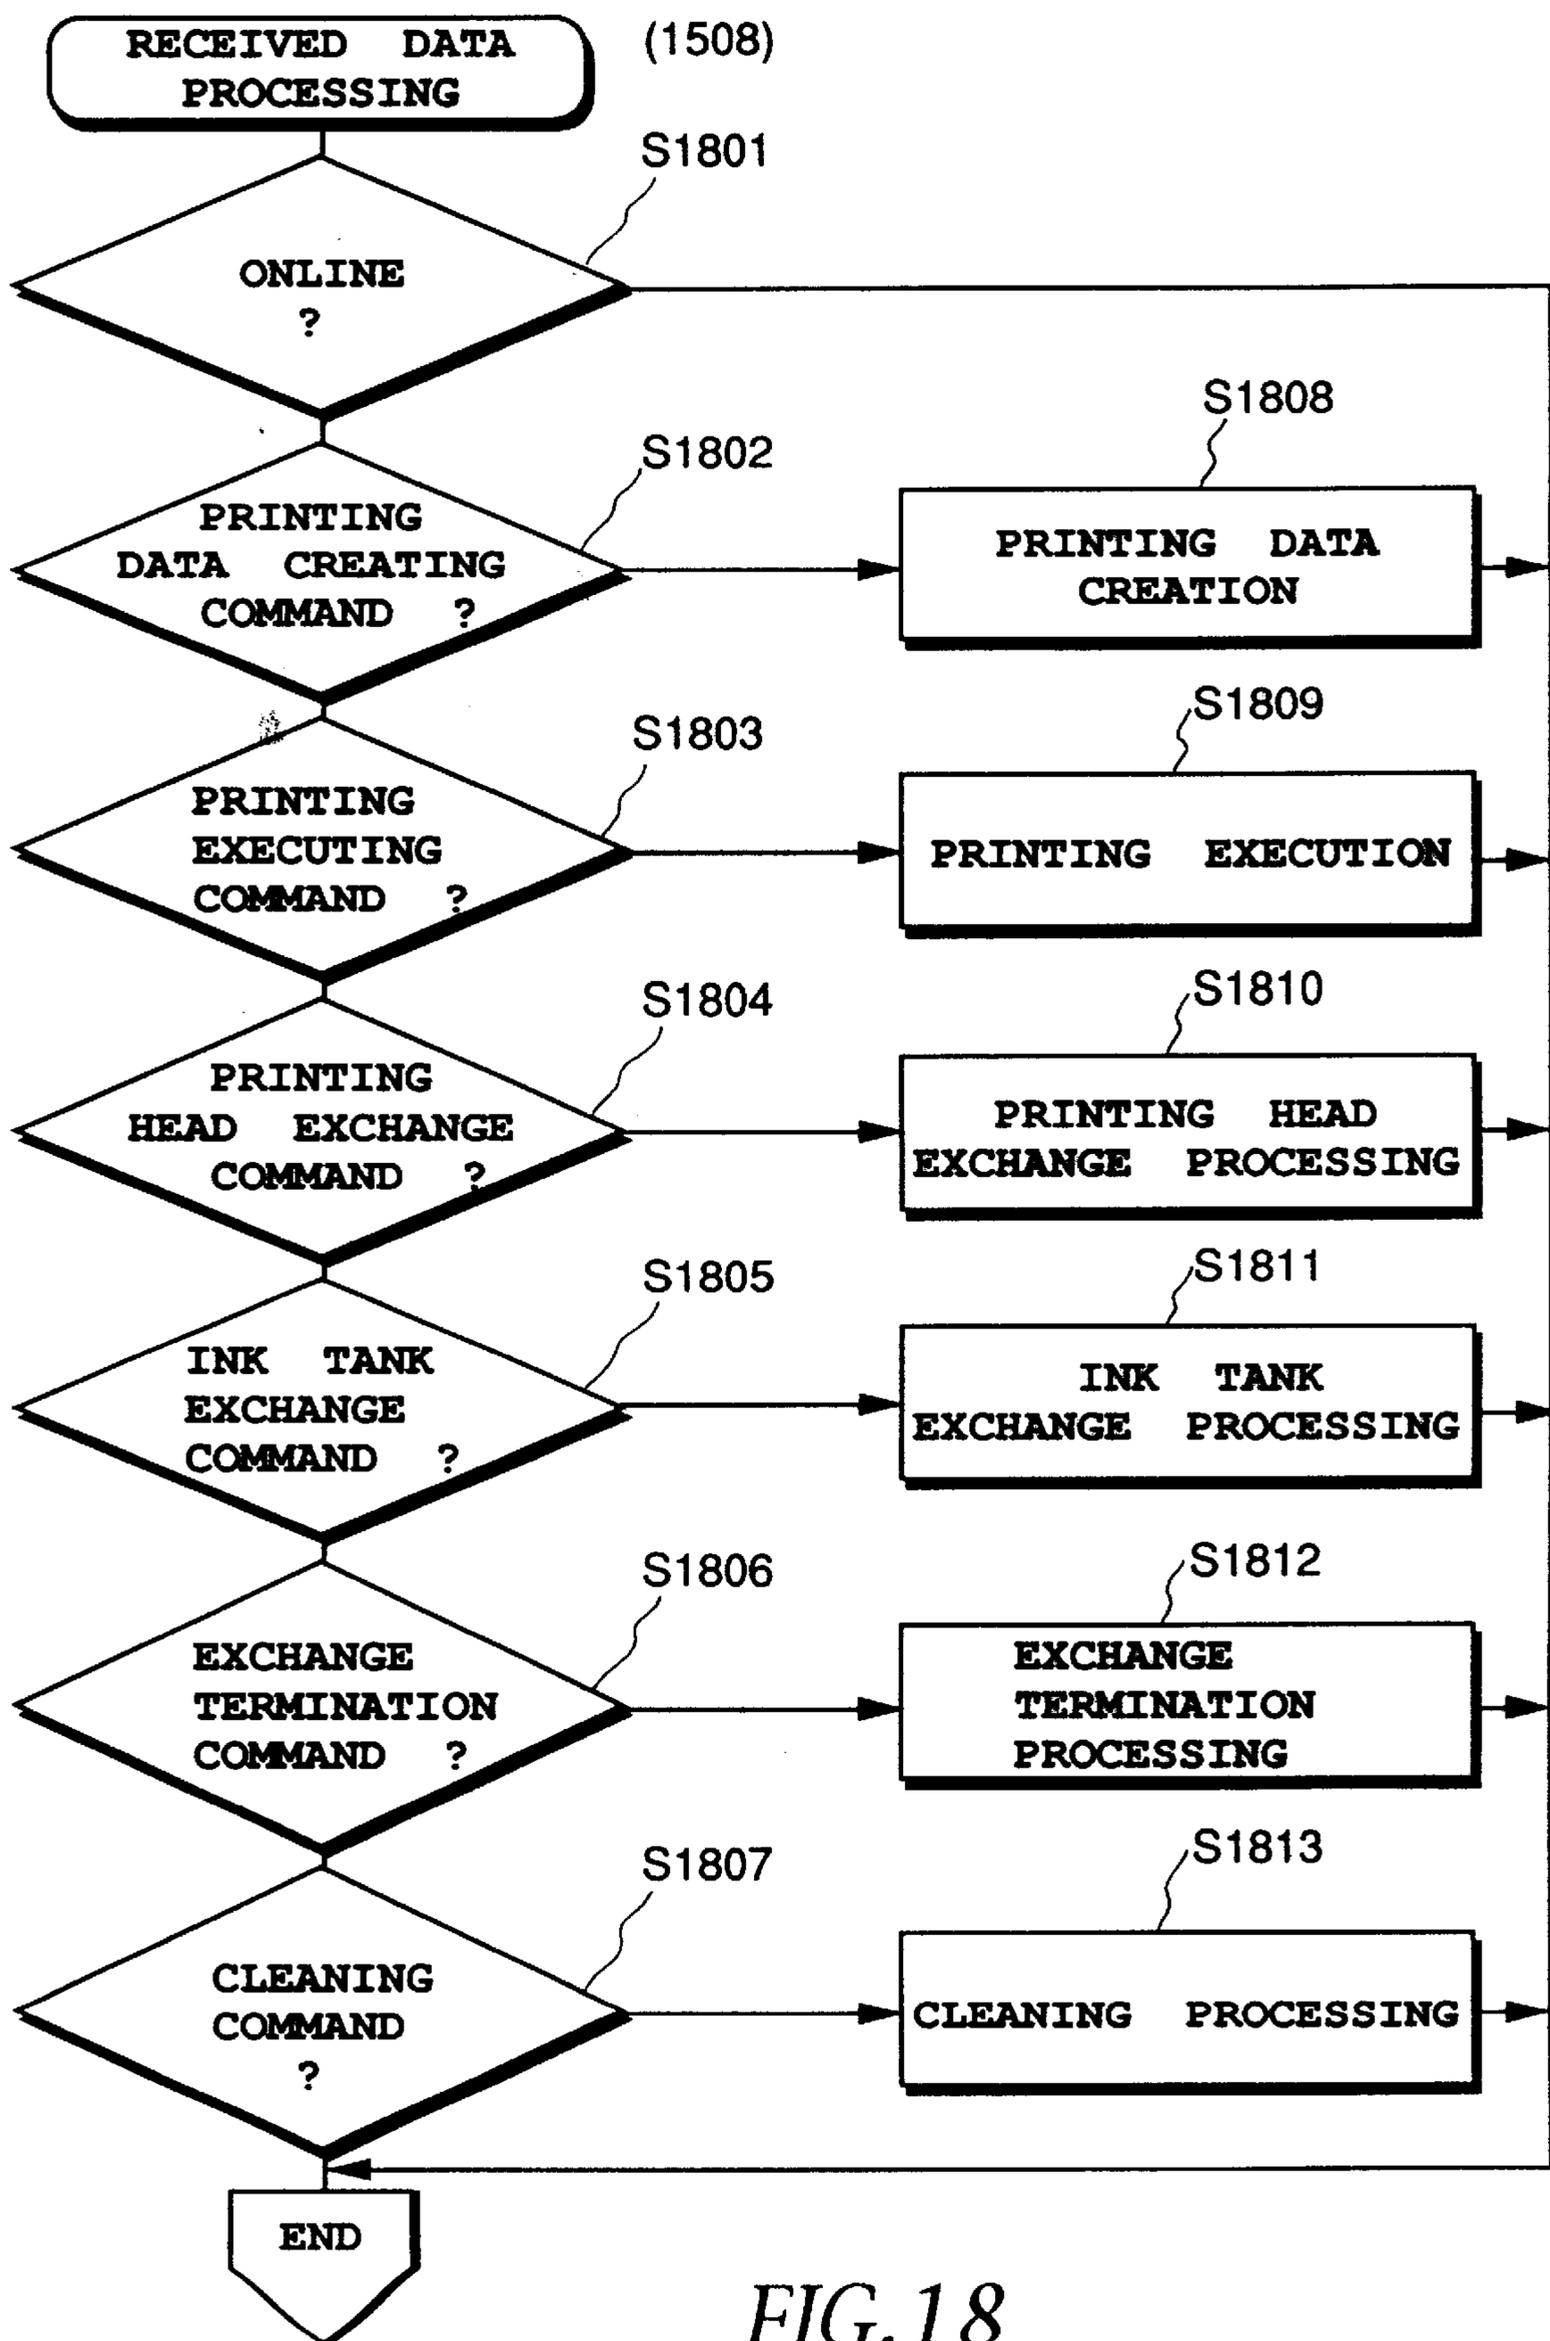 RECEIVED DATA
PROCESSING
(1508)
S1801
ONLINE
?
S1808
S1802
PRINTING
DATA CREATING
COMMAND ?
PRINTING DATA
CREATION
S1809
S1803
PRINTING
EXECUTING
COMMAND ?
PRINTING EXECUTION
S1810
S1804
PRINTING
HEAD EXCHANGE
COMMAND ?
PRINTING HEAD
EXCHANGE PROCESSING
S1811
S1805
INK TANK
EXCHANGE
COMMAND ?
INK TANK
EXCHANGE PROCESSING
S1812
S1806
EXCHANGE
TERMINATION
COMMAND ?
EXCHANGE
TERMINATION
PROCESSING
S1813
S1807
CLEANING
COMMAND
?
CLEANING PROCESSING
END
FIG.18